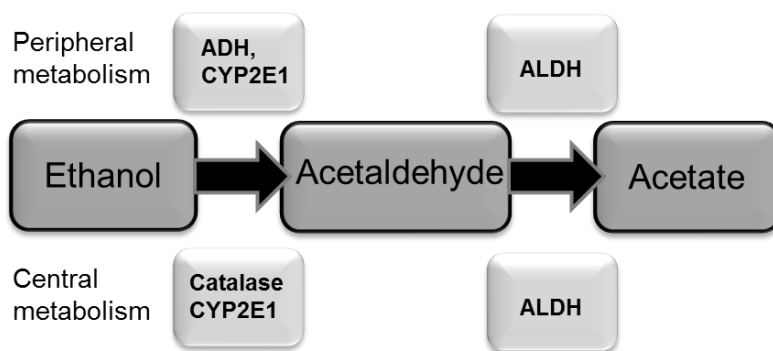 Peripheral
metabolism
ADH,
CYP2E1
ALDH
Ethanol
Acetaldehyde
Acetate
Central
metabolism
Catalase
CYP2E1
ALDH